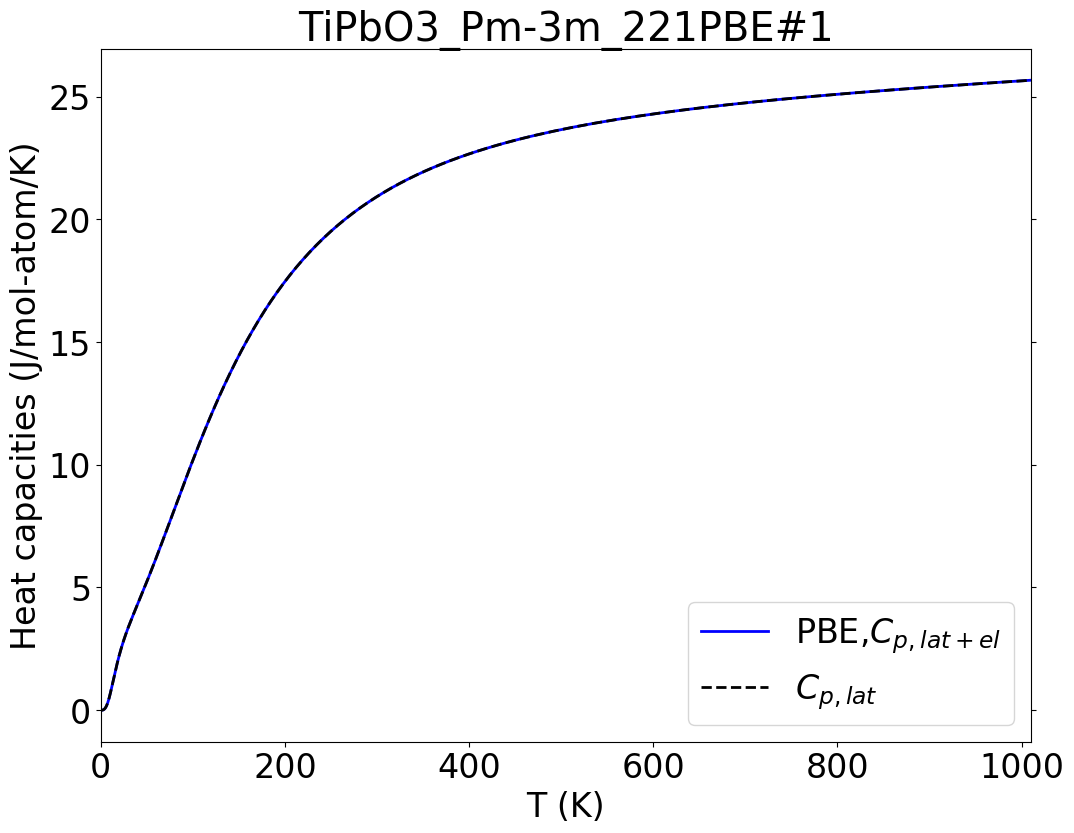 TiPbO3_Pm-3m_221PBE#1
Heat capacities (J/mol-atom/K)
25
20
15
10
5
0
PBE,$C_{p,lat+el}$
$C_{p,lat}$
0 200 400 600 800 1000
T (K)